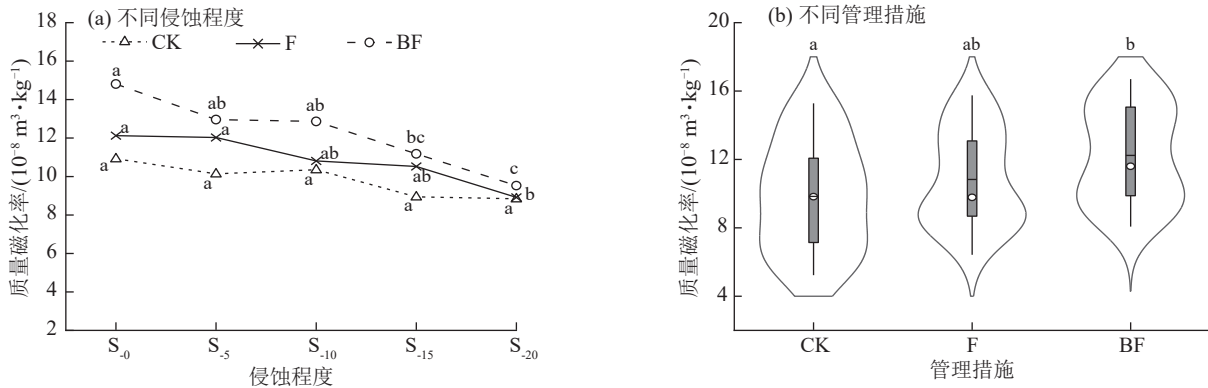 (a) 不同侵蚀程度
CK F BF
18
16
14
12
10
8
6
4
2
质量磁化率/(10⁻⁸ m³•kg⁻¹)
a ab ab bc c
a a ab ab b
a a a a a
S₋₀ S₋₅ S₋₁₀ S₋₁₅ S₋₂₀
侵蚀程度
(b) 不同管理措施
20
16
12
8
4
质量磁化率/(10⁻⁸ m³•kg⁻¹)
a ab b
CK F BF
管理措施